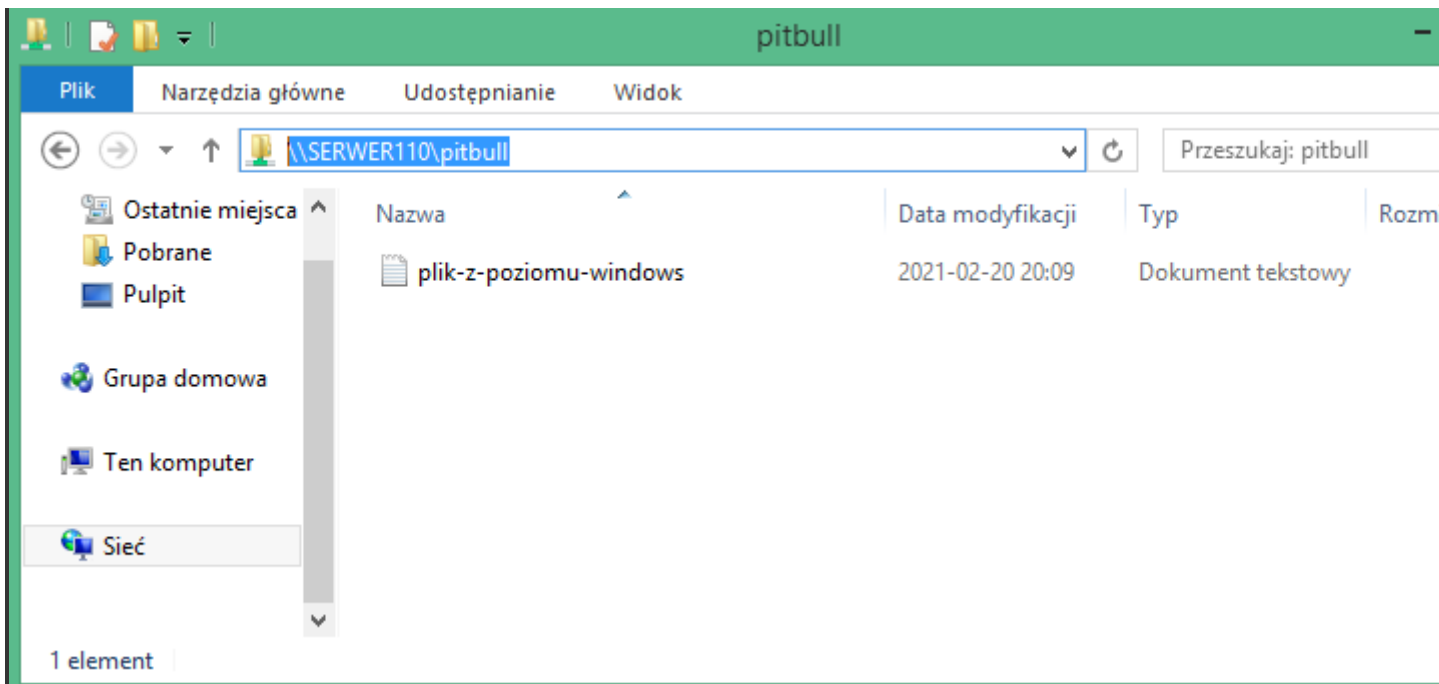 pitbull
Plik Narzędzia główne Udostępnianie Widok
\\SERWER110\pitbull Przeszukaj: pitbull
Ostatnie miejsca Nazwa Data modyfikacji Typ Rozm
Pobrane plik-z-poziomu-windows 2021-02-20 20:09 Dokument tekstowy
Pulpit
Grupa domowa
Ten komputer
Sieć
1 element